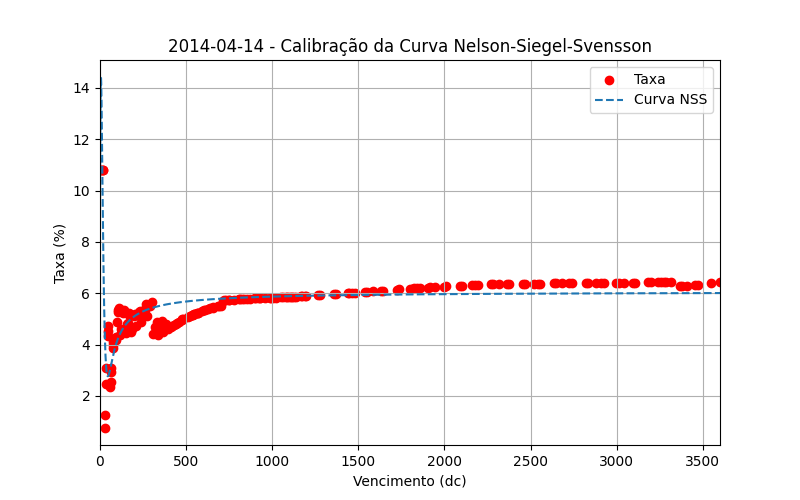 2014-04-14 - Calibração da Curva Nelson-Siegel-Svensson
Taxa
Curva NSS
Taxa (%)
14
12
10
8
6
4
2
0 500 1000 1500 2000 2500 3000 3500
Vencimento (dc)